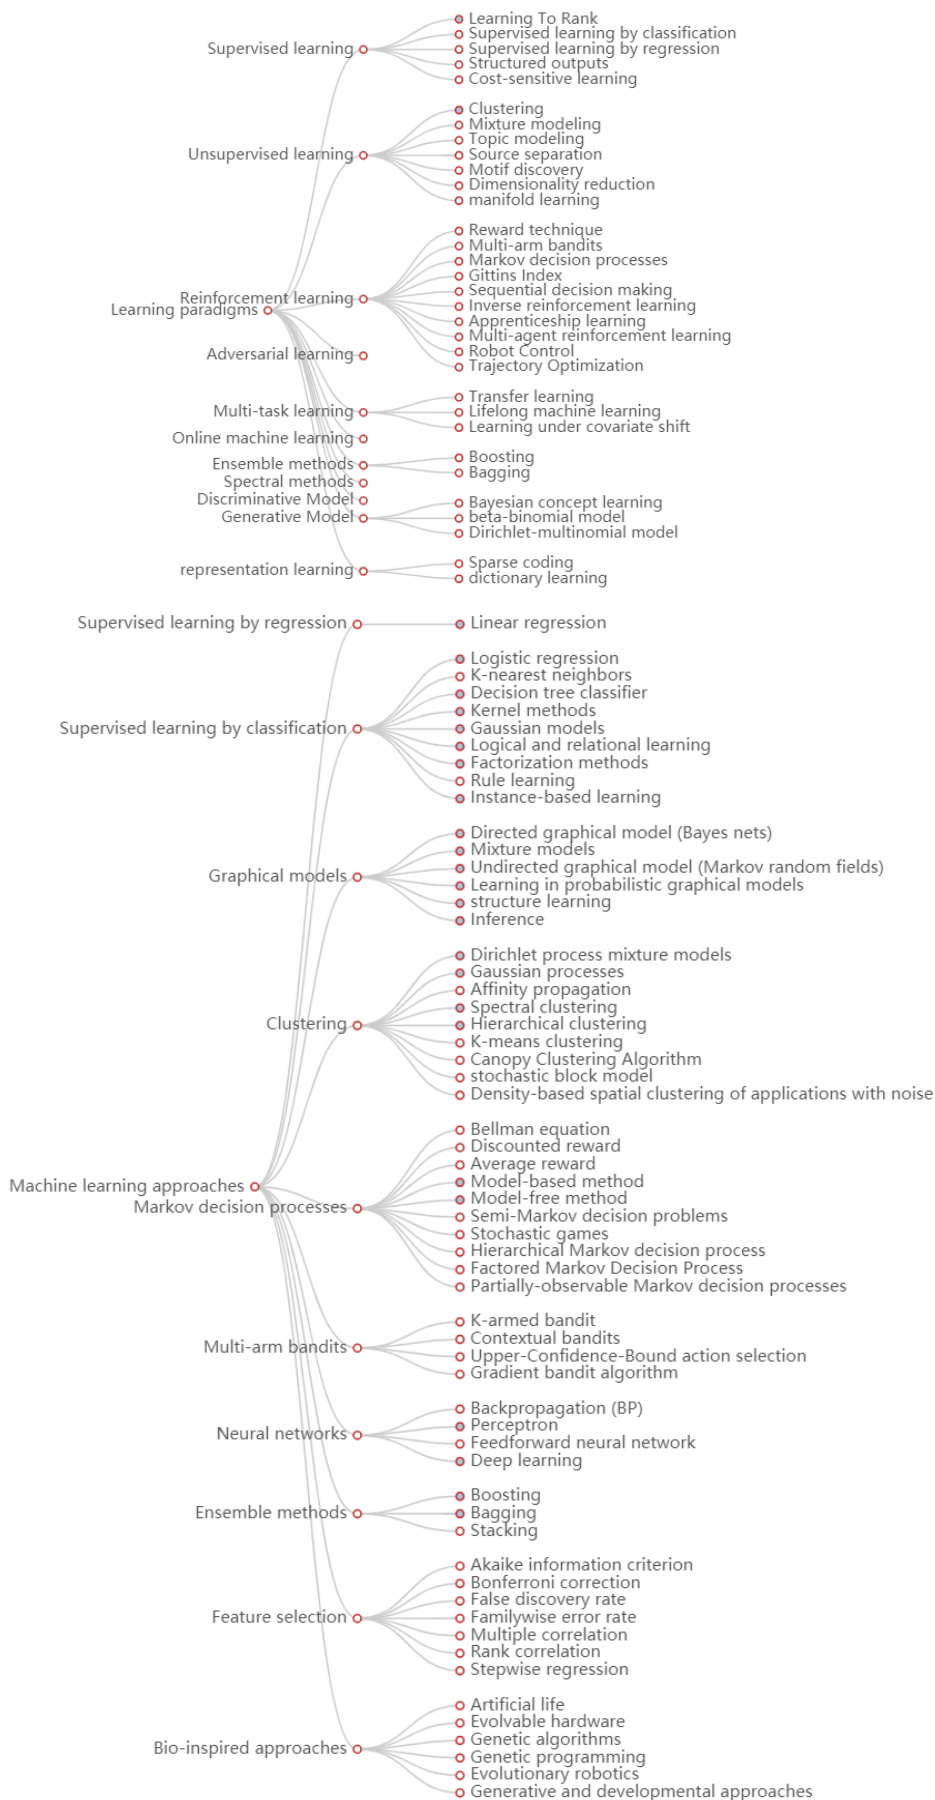 Learning paradigms
Supervised learning
Learning To Rank
Supervised learning by classification
Supervised learning by regression
Structured outputs
Cost-sensitive learning
Unsupervised learning
Clustering
Mixture modeling
Topic modeling
Source separation
Motif discovery
Dimensionality reduction
manifold learning
Reinforcement learning
Reward technique
Multi-arm bandits
Markov decision processes
Gittins Index
Sequential decision making
Inverse reinforcement learning
Apprenticeship learning
Multi-agent reinforcement learning
Robot Control
Trajectory Optimization
Adversarial learning
Multi-task learning
Transfer learning
Lifelong machine learning
Learning under covariate shift
Online machine learning
Ensemble methods
Boosting
Bagging
Spectral methods
Discriminative Model
Generative Model
Bayesian concept learning
beta-binomial model
Dirichlet-multinomial model
representation learning
Sparse coding
dictionary learning
Machine learning approaches
Supervised learning by regression
Linear regression
Supervised learning by classification
Logistic regression
K-nearest neighbors
Decision tree classifier
Kernel methods
Gaussian models
Logical and relational learning
Factorization methods
Rule learning
Instance-based learning
Graphical models
Directed graphical model (Bayes nets)
Mixture models
Undirected graphical model (Markov random fields)
Learning in probabilistic graphical models
structure learning
Inference
Clustering
Dirichlet process mixture models
Gaussian processes
Affinity propagation
Spectral clustering
Hierarchical clustering
K-means clustering
Canopy Clustering Algorithm
stochastic block model
Density-based spatial clustering of applications with noise
Markov decision processes
Bellman equation
Discounted reward
Average reward
Model-based method
Model-free method
Semi-Markov decision problems
Stochastic games
Hierarchical Markov decision process
Factored Markov Decision Process
Partially-observable Markov decision processes
Multi-arm bandits
K-armed bandit
Contextual bandits
Upper-Confidence-Bound action selection
Gradient bandit algorithm
Neural networks
Backpropagation (BP)
Perceptron
Feedforward neural network
Deep learning
Ensemble methods
Boosting
Bagging
Stacking
Feature selection
Akaike information criterion
Bonferroni correction
False discovery rate
Familywise error rate
Multiple correlation
Rank correlation
Stepwise regression
Bio-inspired approaches
Artificial life
Evolvable hardware
Genetic algorithms
Genetic programming
Evolutionary robotics
Generative and developmental approaches